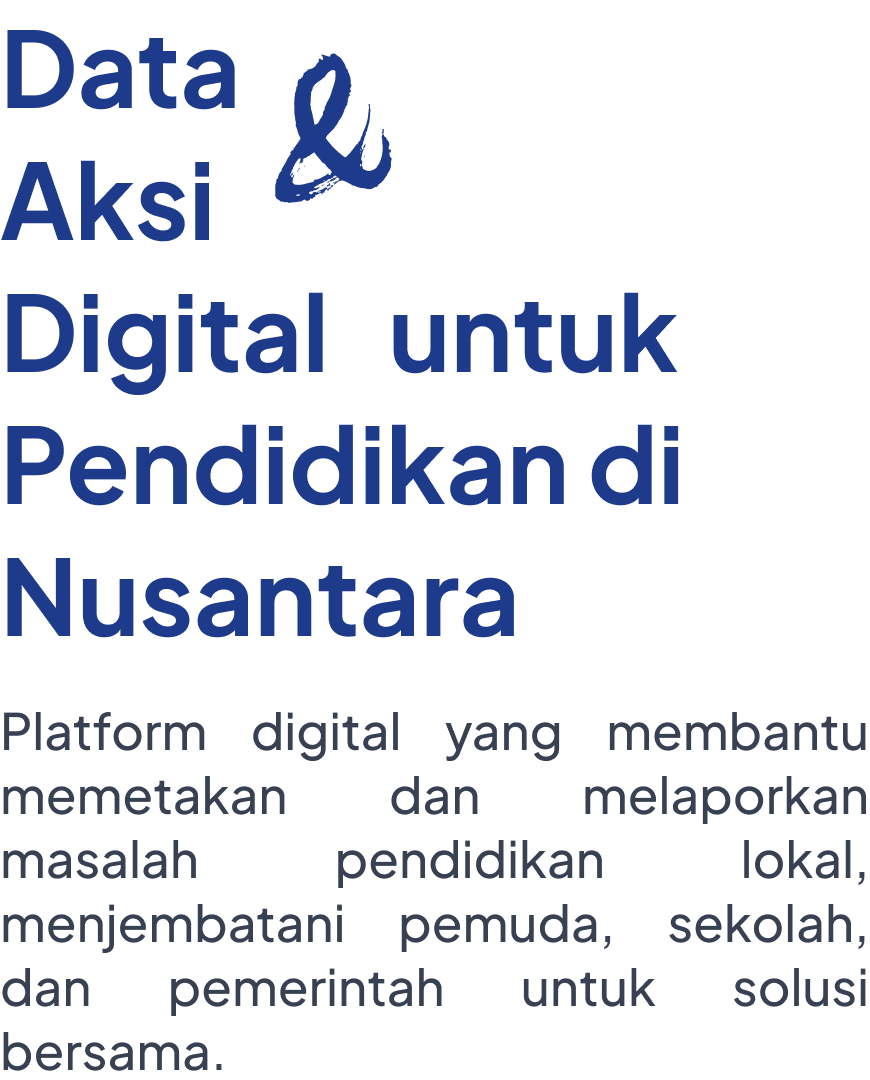 Data &
Aksi
Digital untuk
Pendidikan di
Nusantara
Platform digital yang membantu
memetakan dan melaporkan
masalah pendidikan lokal,
menjembatani pemuda, sekolah,
dan pemerintah untuk solusi
bersama.